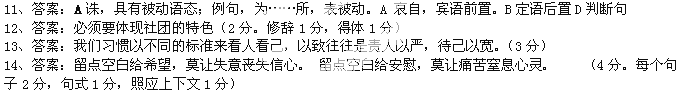 11、答案：A 诛，具有被动语态；例句，为……所，表被动。A 哀自，宾语前置。B 定语后置 D 判断句
12、答案：必须要体现社团的特色（2 分。修辞 1 分，得体 1 分）
13、答案：我们习惯以不同的标准来看人看己，以致往往是责人以严，待己以宽。（3 分）
14、答案：留点空白给希望，莫让失意丧失信心。 留点空白给安慰，莫让痛苦窒息心灵。 （4 分。每个句
子 2 分，句式 1 分，照应上下文 1 分）